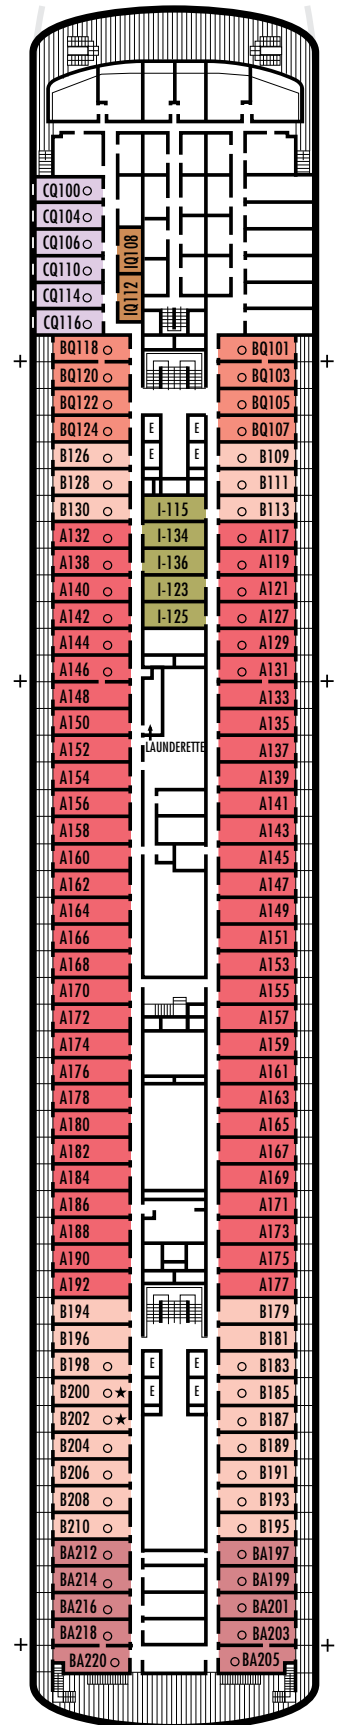 CQ100
CQ104
CQ106
CQ110
CQ114
CQ116
IQ108
IQ112
BQ118 BQ101
BQ120 BQ103
BQ122 BQ105
BQ124 E E BQ107
B126 E E B109
B128 B111
B130 I-115 B113
A132 I-134 A117
A138 I-136 A119
A140 I-123 A121
A142 I-125 A127
A144 A129
A146 A131
A148 A133
A150 A135
A152 LAUNDERETTE A137
A154 A139
A156 A141
A158 A143
A160 A145
A162 A147
A164 A149
A166 A151
A168 A153
A170 A155
A172 A157
A174 A159
A176 A161
A178 A163
A180 A165
A182 A167
A184 A169
A186 A171
A188 A173
A190 A175
A192 A177
B194 B179
B196 B181
B198 E E B183
B200 ★ E E B185
B202 ★ B187
B204 B189
B206 B191
B208 B193
B210 B195
BA212 BA197
BA214 BA199
BA216 BA201
BA218 BA203
BA220 BA205